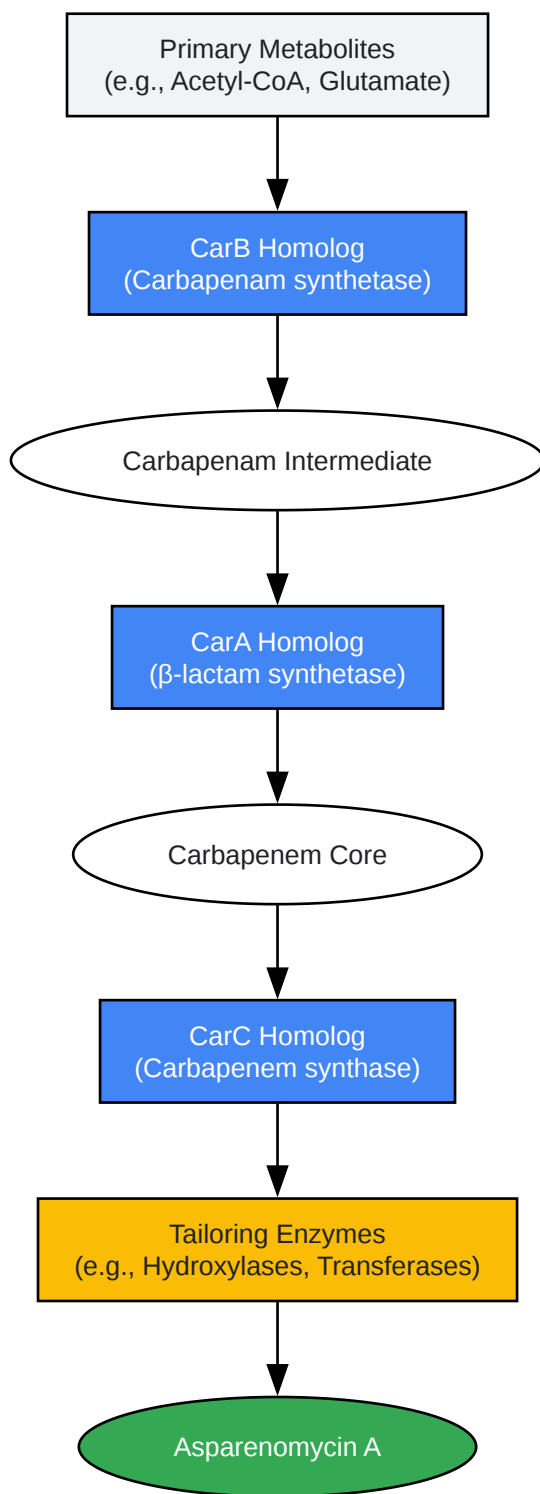 Primary Metabolites
(e.g., Acetyl-CoA, Glutamate)
CarB Homolog
(Carbapenam synthetase)
Carbapenam Intermediate
CarA Homolog
(β-lactam synthetase)
Carbapenem Core
CarC Homolog
(Carbapenem synthase)
Tailoring Enzymes
(e.g., Hydroxylases, Transferases)
Asparenomycin A